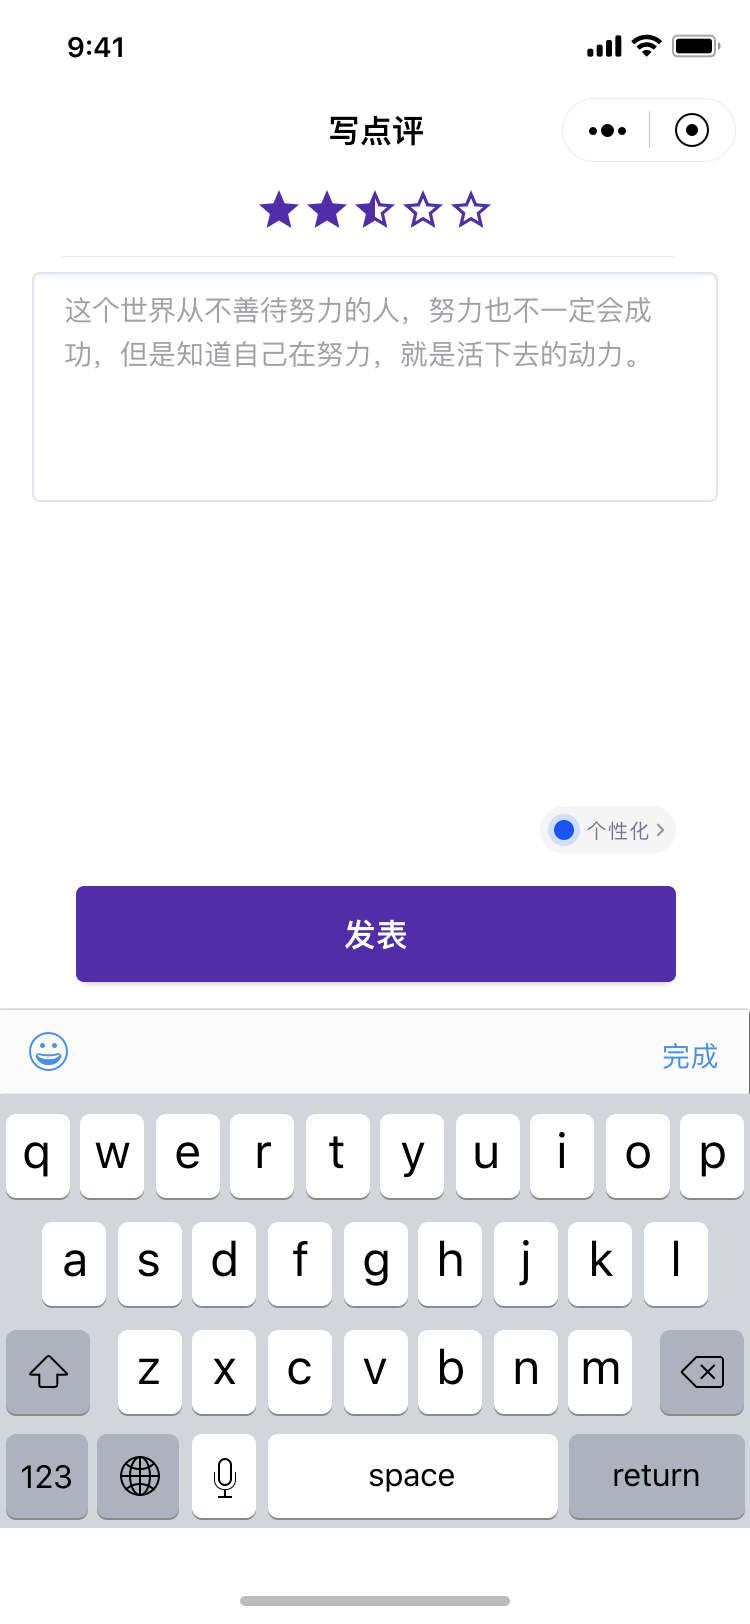 9:41
写点评
这个世界从不善待努力的人，努力也不一定会成
功，但是知道自己在努力，就是活下去的动力。
个性化
发表
完成
q w e r t y u i o p
a s d f g h j k l
z x c v b n m
123 space return